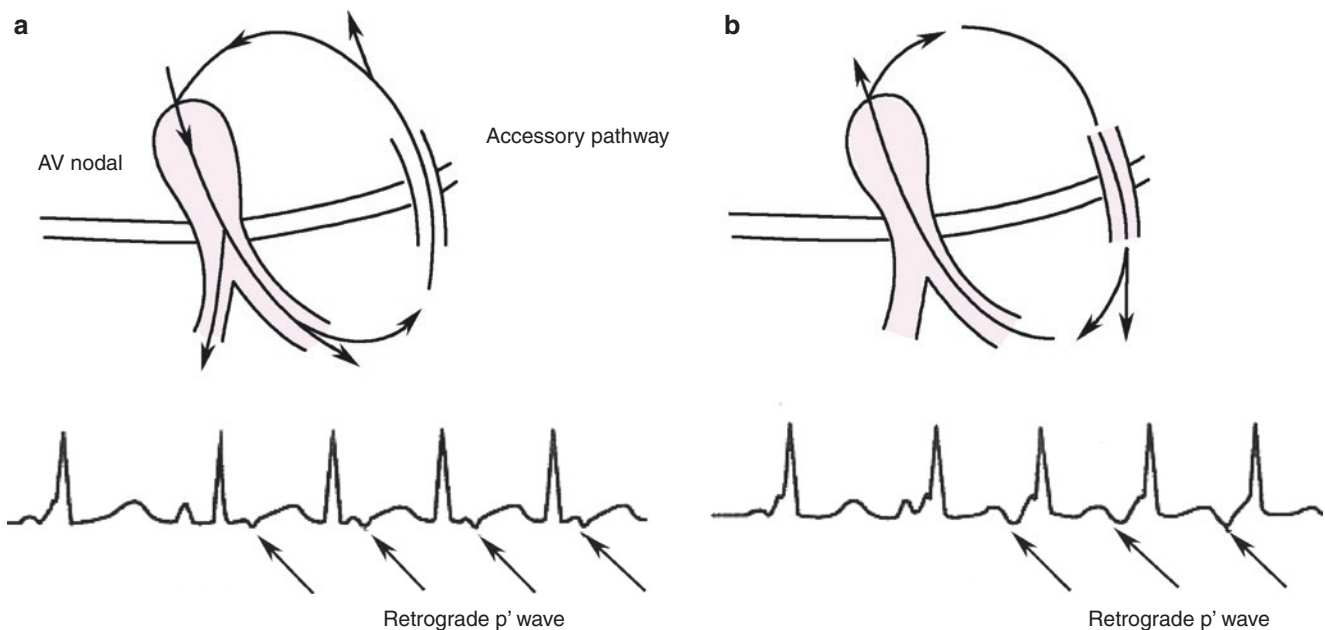 a
b
Accessory pathway
AV nodal
Retrograde p’ wave
Retrograde p’ wave